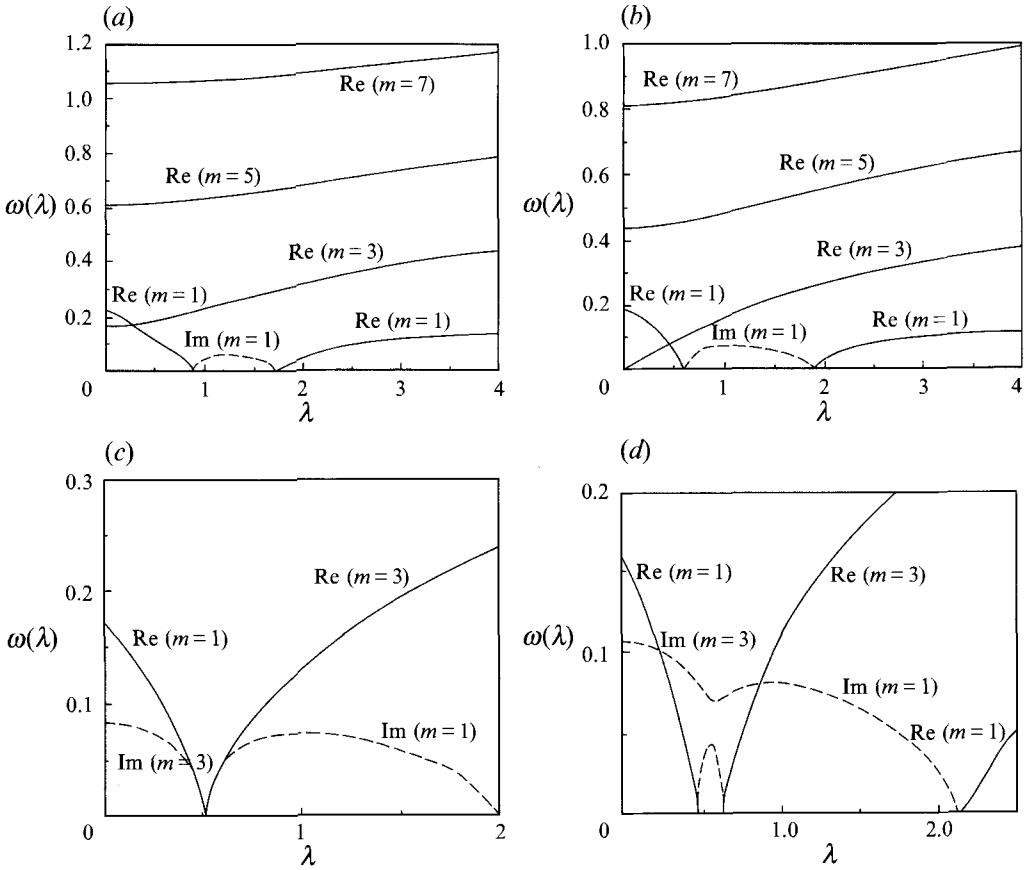 (a)
1.2
1.0
0.8
0.6
0.4
0.2
0
ω(λ)
Re (m = 7)
Re (m = 5)
Re (m = 3)
Re (m = 1)
Im (m = 1)
Re (m = 1)
1 2 3 4
λ
(b)
1.0
0.8
0.6
0.4
0.2
0
ω(λ)
Re (m = 7)
Re (m = 5)
Re (m = 3)
Re (m = 1)
Im (m = 1)
Re (m = 1)
1 2 3 4
λ
(c)
0.3
0.2
0.1
0
ω(λ)
Re (m = 3)
Re (m = 1)
Im (m = 3)
Im (m = 1)
1 2
λ
(d)
0.2
0.1
0
ω(λ)
Re (m = 1)
Re (m = 3)
Im (m = 3)
Im (m = 1)
Re (m = 1)
1.0 2.0
λ